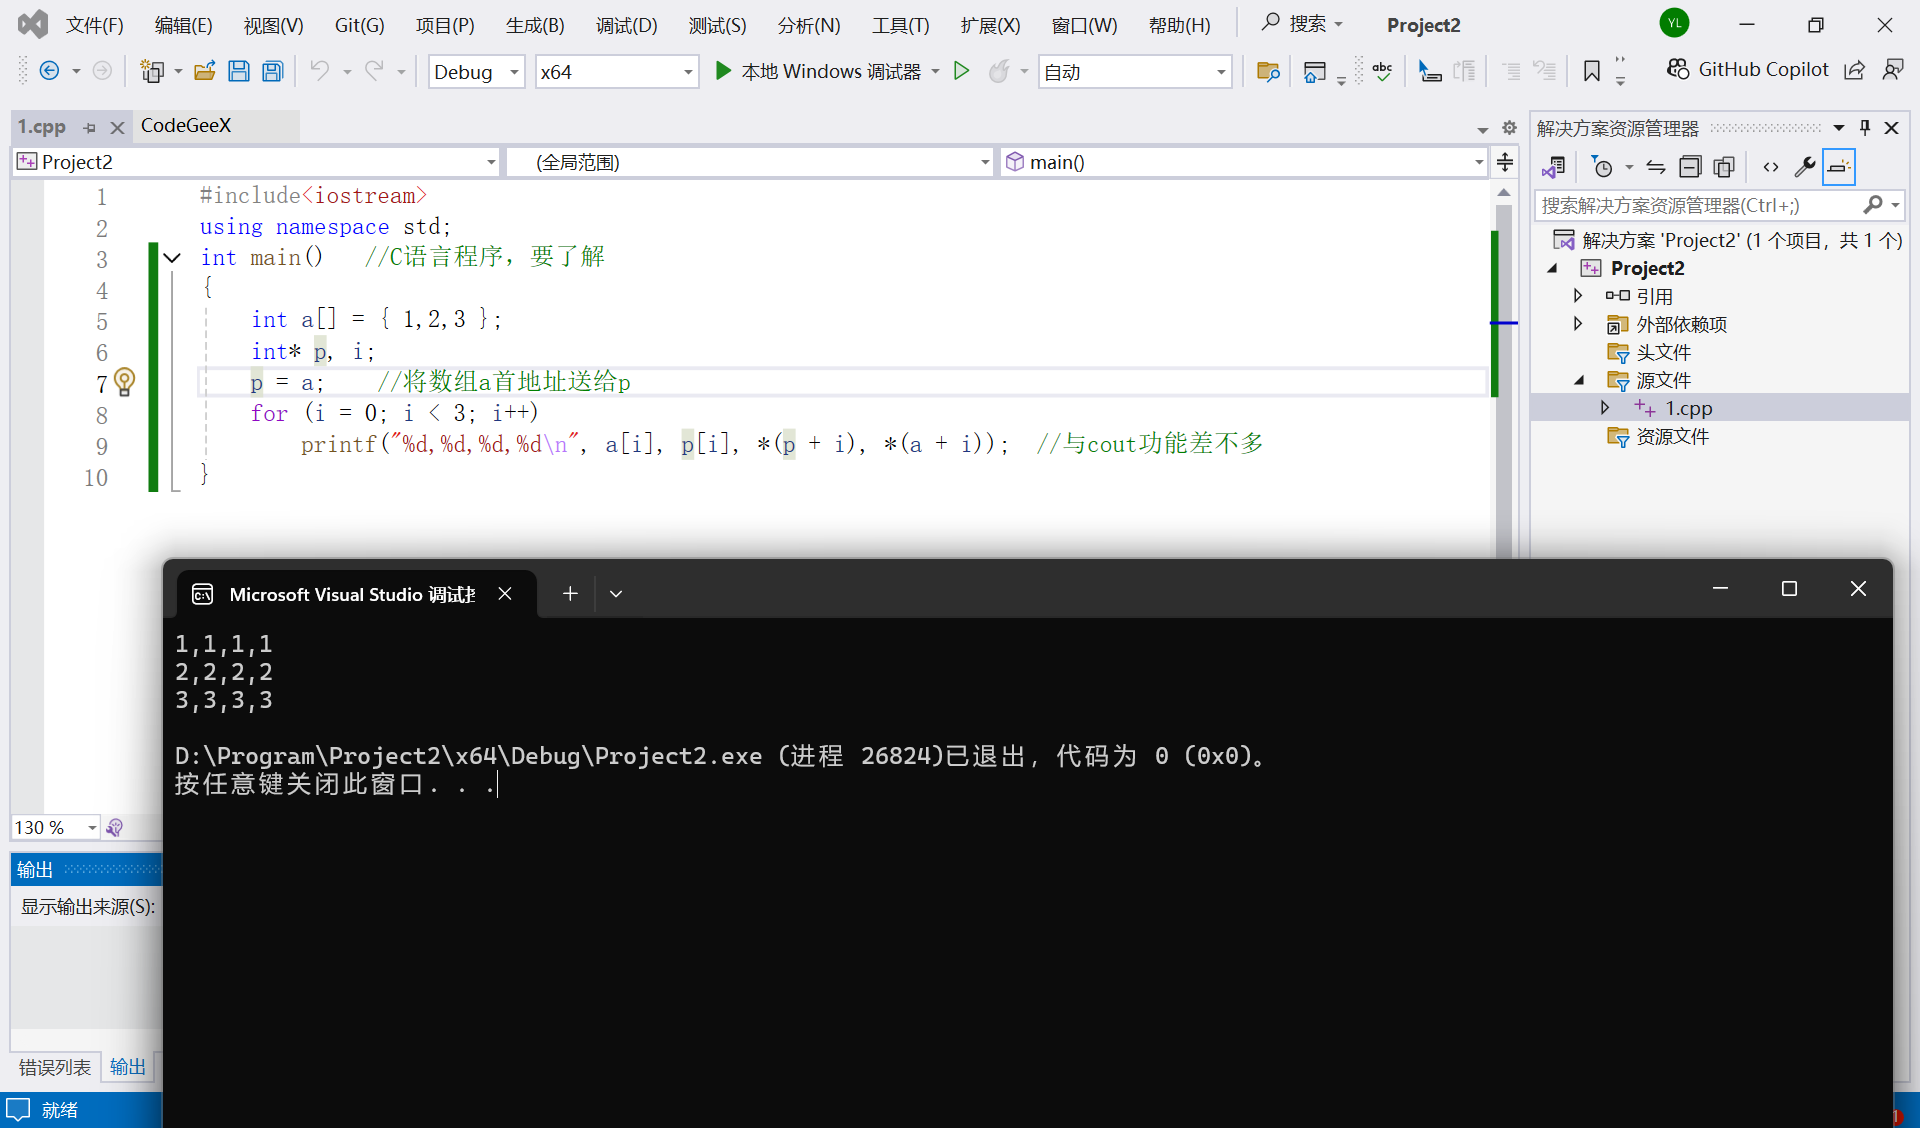 文件(F) 编辑(E) 视图(V) Git(G) 项目(P) 生成(B) 调试(D) 测试(S) 分析(N) 工具(T) 扩展(X) 窗口(W) 帮助(H) 搜索 Project2 YL
Debug x64 本地 Windows 调试器 自动 abc GitHub Copilot
1.cpp CodeGeeX
Project2 (全局范围) main()
1 #include<iostream>
2 using namespace std;
3 int main() //C语言程序，要了解
4 {
5 int a[] = { 1,2,3 };
6 int* p, i;
7 p = a; //将数组a首地址送给p
8 for (i = 0; i < 3; i++)
9 printf("%d,%d,%d,%d\n", a[i], p[i], *(p + i), *(a + i)); //与cout功能差不多
10 }
解决方案资源管理器
搜索解决方案资源管理器(Ctrl+;)
解决方案 'Project2' (1 个项目，共 1 个)
Project2
引用
外部依赖项
头文件
源文件
1.cpp
资源文件
Microsoft Visual Studio 调试
1,1,1,1
2,2,2,2
3,3,3,3
D:\Program\Project2\x64\Debug\Project2.exe (进程 26824)已退出，代码为 0 (0x0)。
按任意键关闭此窗口. . .
130 %
输出
显示输出来源(S):
错误列表 输出
就绪
1